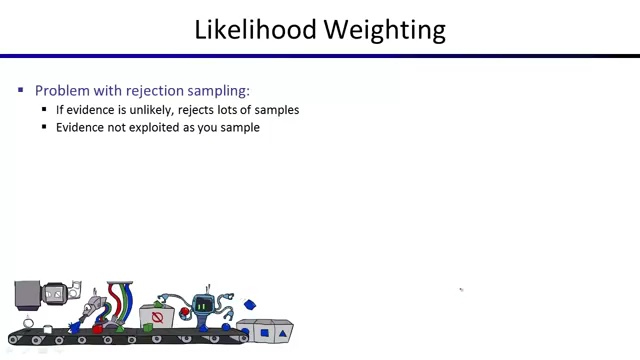 Likelihood Weighting
Problem with rejection sampling:
If evidence is unlikely, rejects lots of samples
Evidence not exploited as you sample